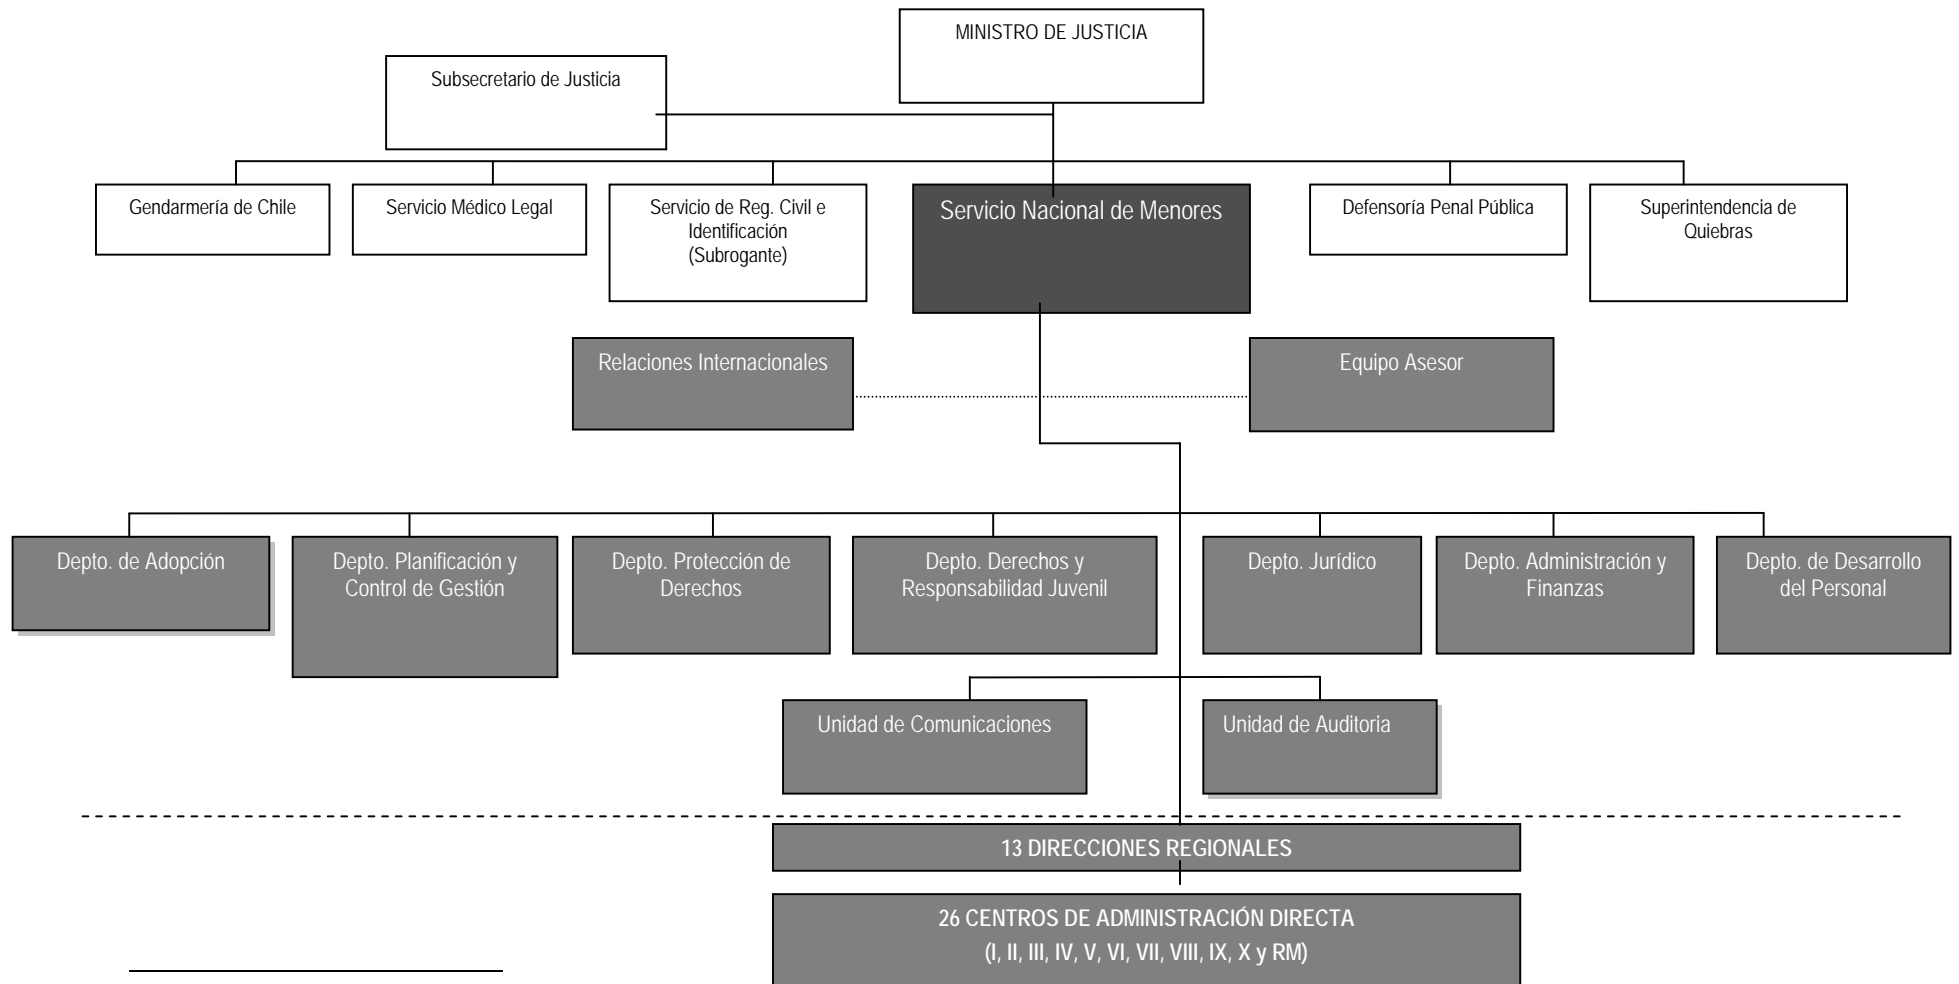 MINISTRO DE JUSTICIA
Subsecretario de Justicia
Gendarmería de Chile
Servicio Médico Legal
Servicio de Reg. Civil e
Identificación
(Subrogante)
Servicio Nacional de Menores
Defensoría Penal Pública
Superintendencia de
Quiebras
Relaciones Internacionales
Equipo Asesor
Depto. de Adopción
Depto. Planificación y
Control de Gestión
Depto. Protección de
Derechos
Depto. Derechos y
Responsabilidad Juvenil
Depto. Jurídico
Depto. Administración y
Finanzas
Depto. de Desarrollo
del Personal
Unidad de Comunicaciones
Unidad de Auditoria
13 DIRECCIONES REGIONALES
26 CENTROS DE ADMINISTRACIÓN DIRECTA
(I, II, III, IV, V, VI, VII, VIII, IX, X y RM)